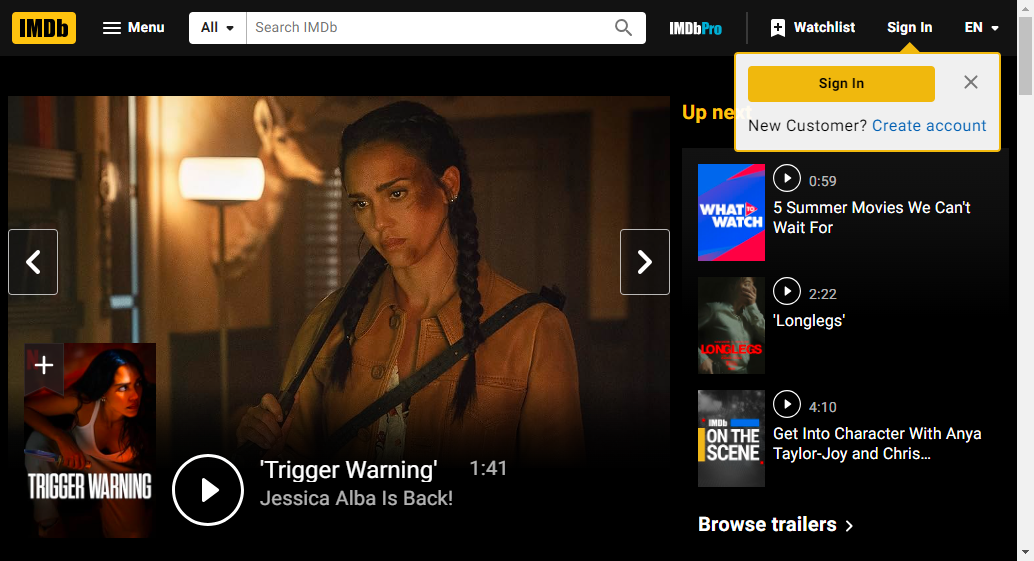 IMDb
Menu
All
Search IMDb
IMDbPro
Watchlist
Sign In
EN
Sign In
New Customer? Create account
Up next
0:59
5 Summer Movies We Can't
Wait For
WHAT TO
WATCH
2:22
'Longlegs'
LONGLEGS
4:10
Get Into Character With Anya
Taylor-Joy and Chris...
IMDb
ON THE
SCENE
Browse trailers
TRIGGER WARNING
'Trigger Warning'
1:41
Jessica Alba Is Back!